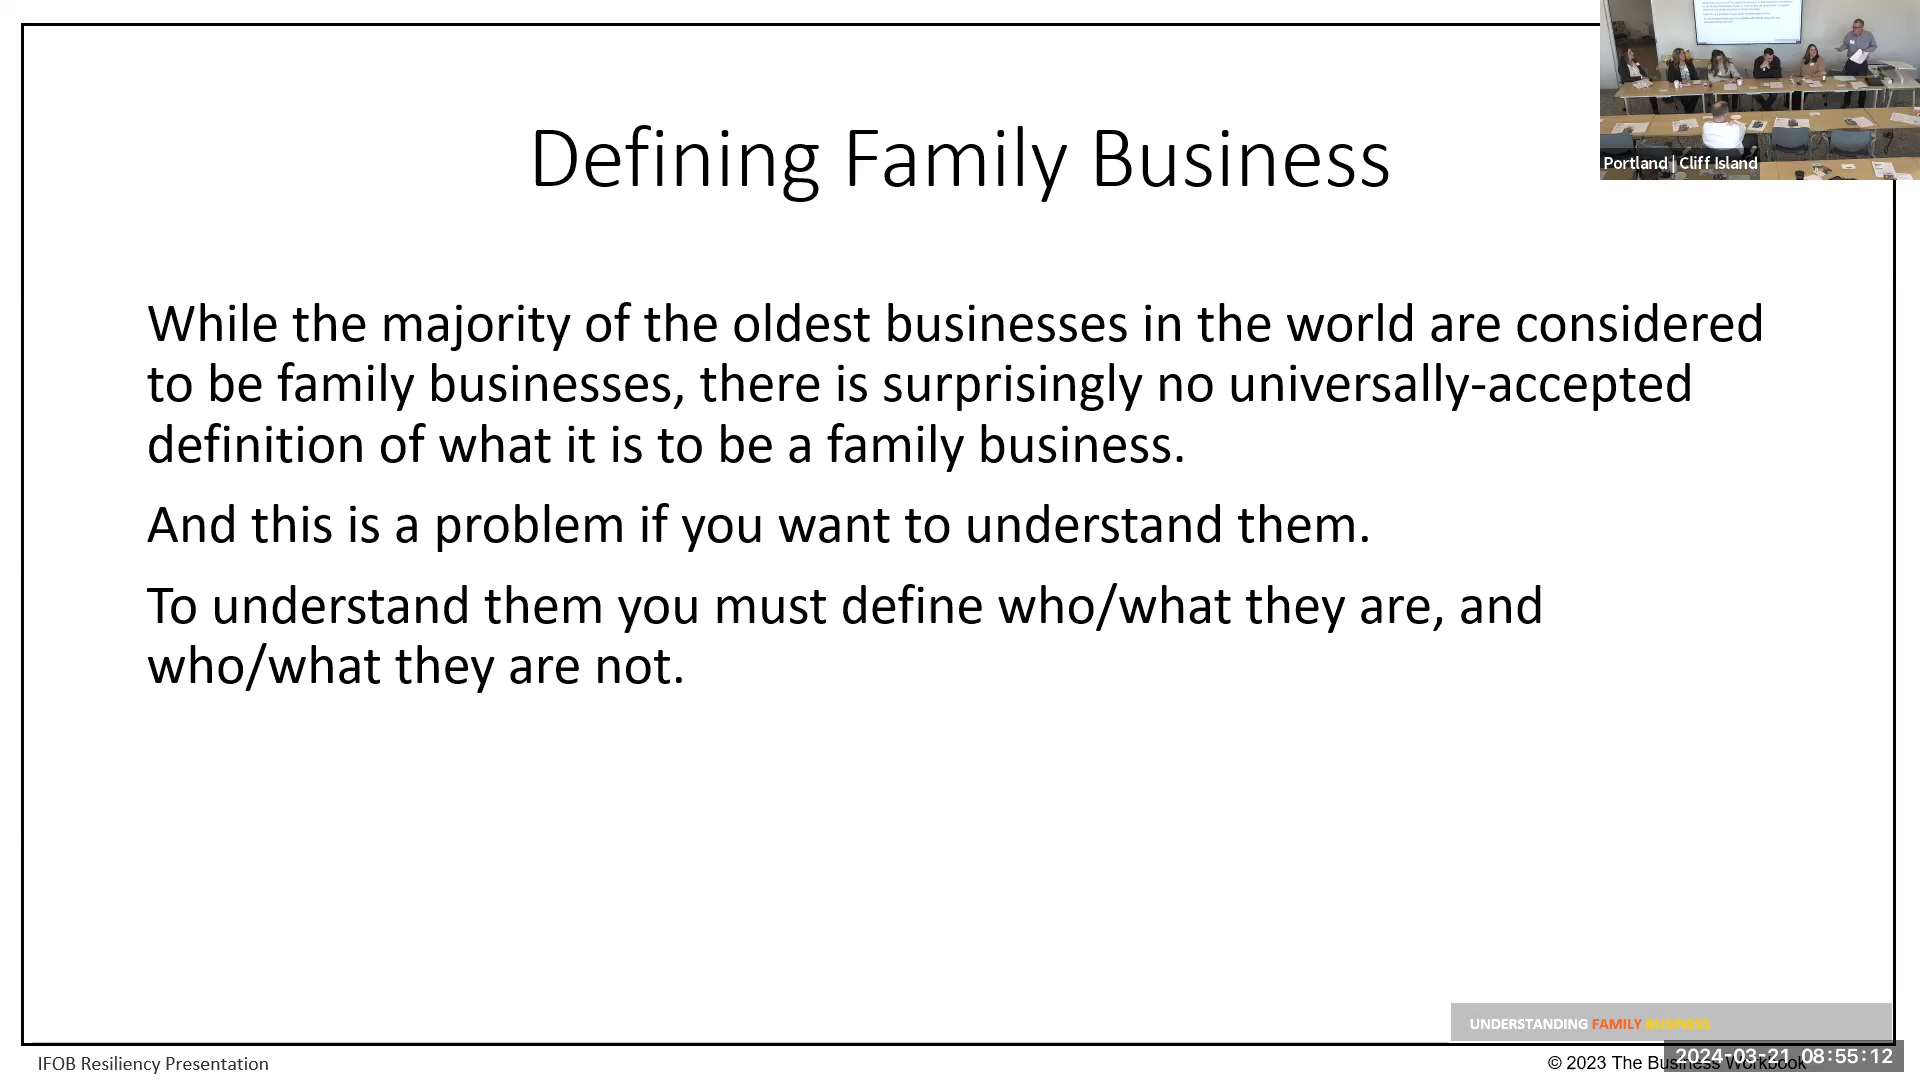 Defining Family Business
While the majority of the oldest businesses in the world are considered
to be family businesses, there is surprisingly no universally-accepted
definition of what it is to be a family business.
And this is a problem if you want to understand them.
To understand them you must define who/what they are, and
who/what they are not.
Portland | Cliff Island
UNDERSTANDING FAMILY BUSINESS
IFOB Resiliency Presentation
© 2023 The Business Workbook
2024-03-21 08:55:12